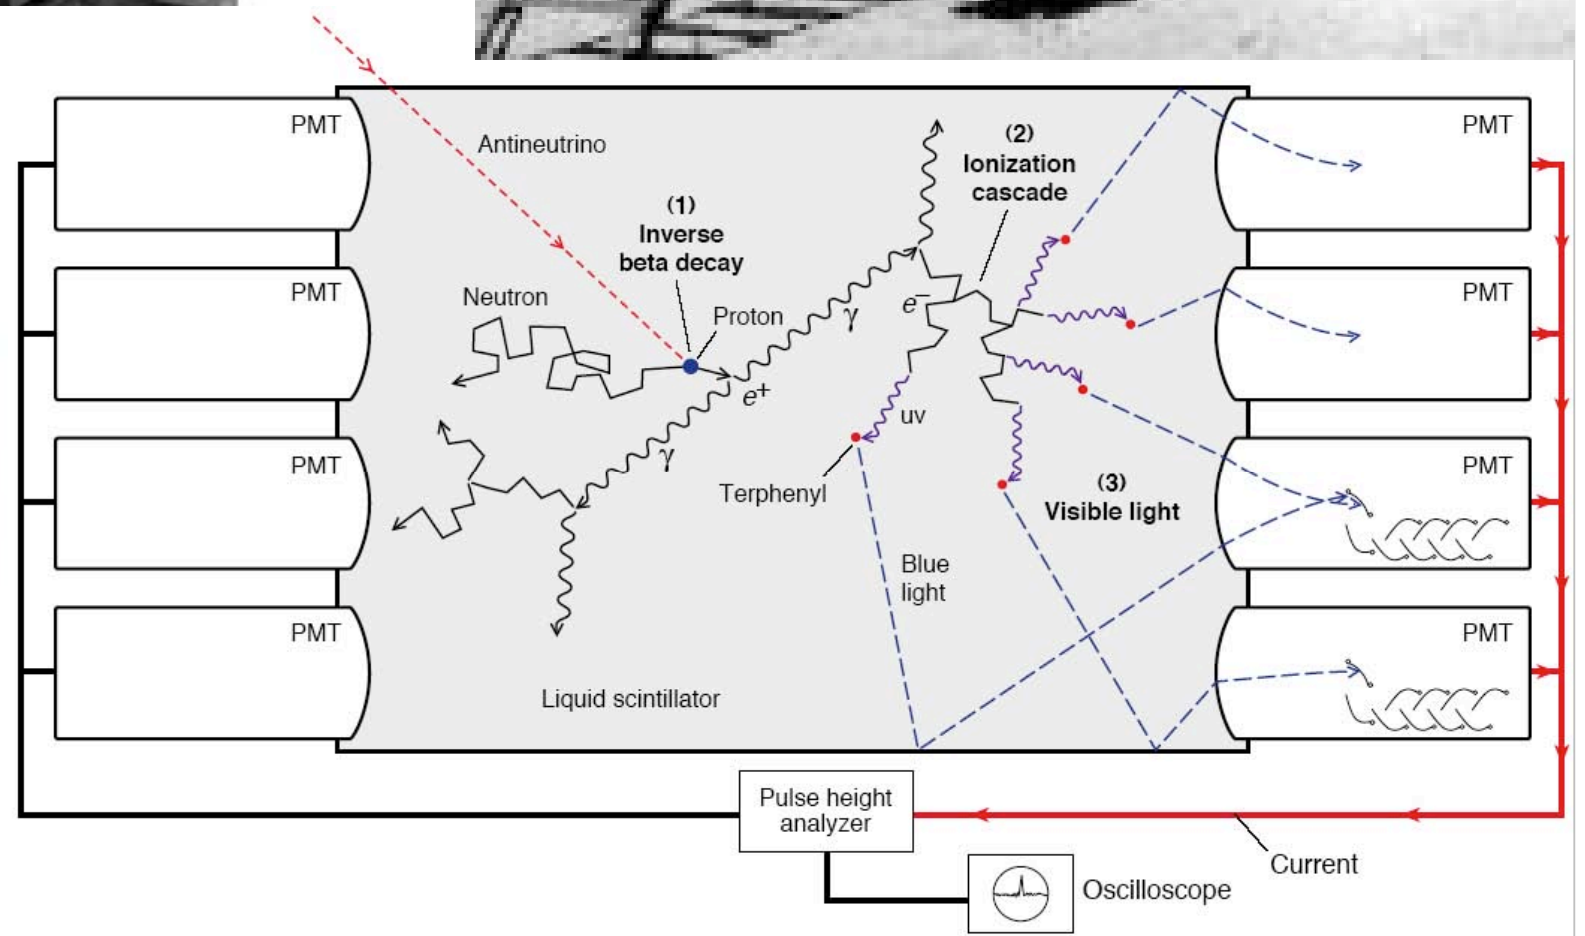 PMT
PMT
PMT
PMT
Antineutrino
(1)
Inverse
beta decay
Neutron
Proton
γ
e⁺
γ
(2)
Ionization
cascade
e⁻
uv
Terphenyl
(3)
Visible light
Blue
light
Liquid scintillator
PMT
PMT
PMT
PMT
Pulse height
analyzer
Current
Oscilloscope